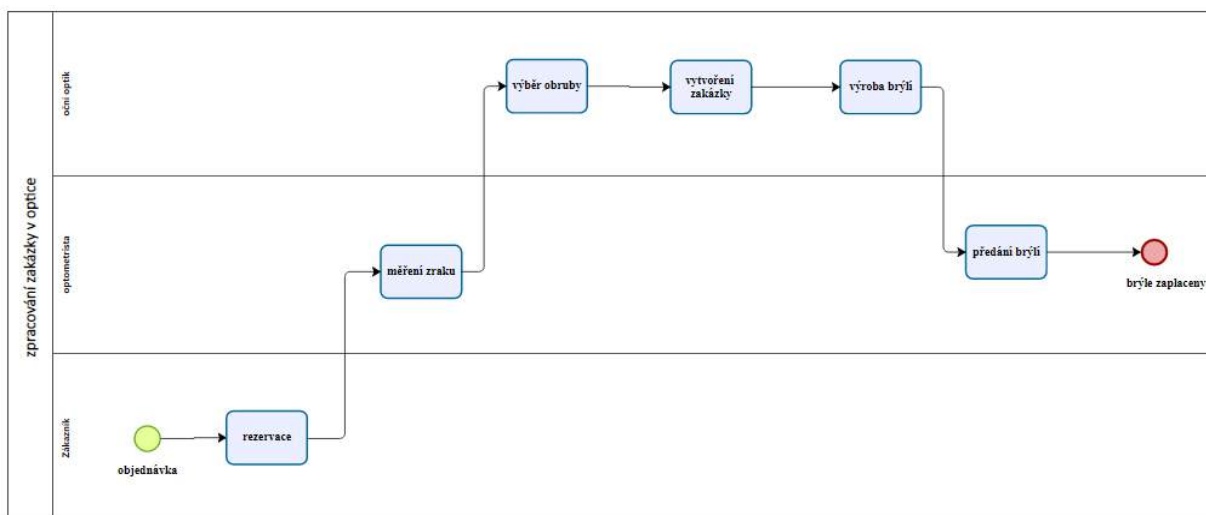 zpracování zakázky v optice
oční optik
výběr obruby
vytvoření
zakázky
výroba brýlí
optometrista
měření zraku
předání brýlí
brýle zaplaceny
Zákazník
rezervace
objednávka